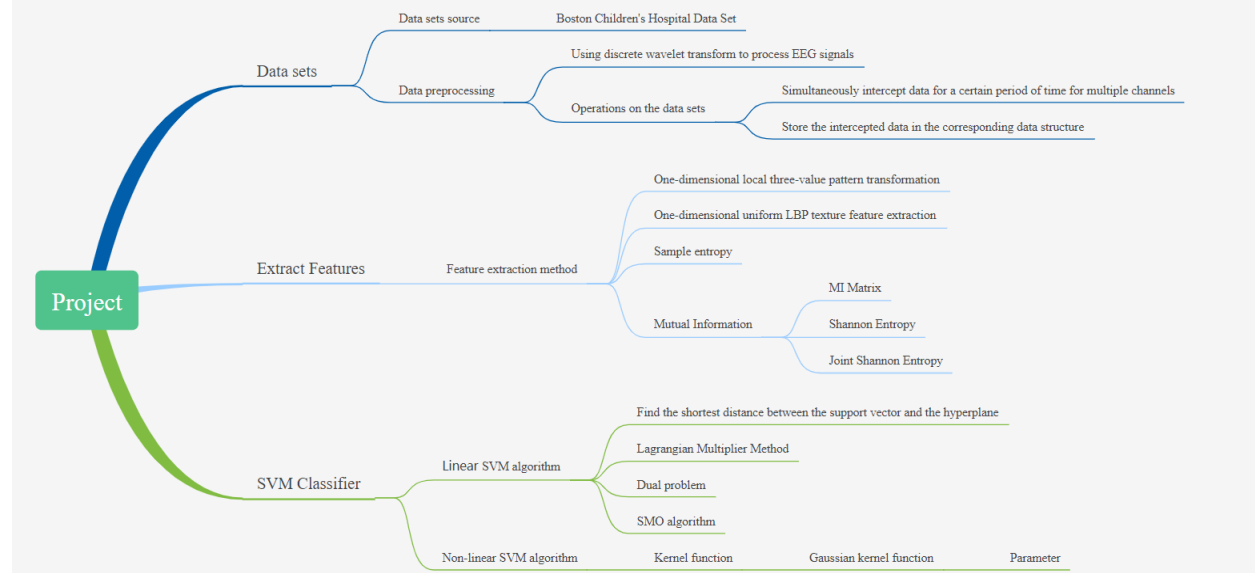 Project
Data sets
Data sets source
Boston Children's Hospital Data Set
Data preprocessing
Using discrete wavelet transform to process EEG signals
Operations on the data sets
Simultaneously intercept data for a certain period of time for multiple channels
Store the intercepted data in the corresponding data structure
Extract Features
Feature extraction method
One-dimensional local three-value pattern transformation
One-dimensional uniform LBP texture feature extraction
Sample entropy
Mutual Information
MI Matrix
Shannon Entropy
Joint Shannon Entropy
SVM Classifier
Linear SVM algorithm
Find the shortest distance between the support vector and the hyperplane
Lagrangian Multiplier Method
Dual problem
SMO algorithm
Non-linear SVM algorithm
Kernel function
Gaussian kernel function
Parameter